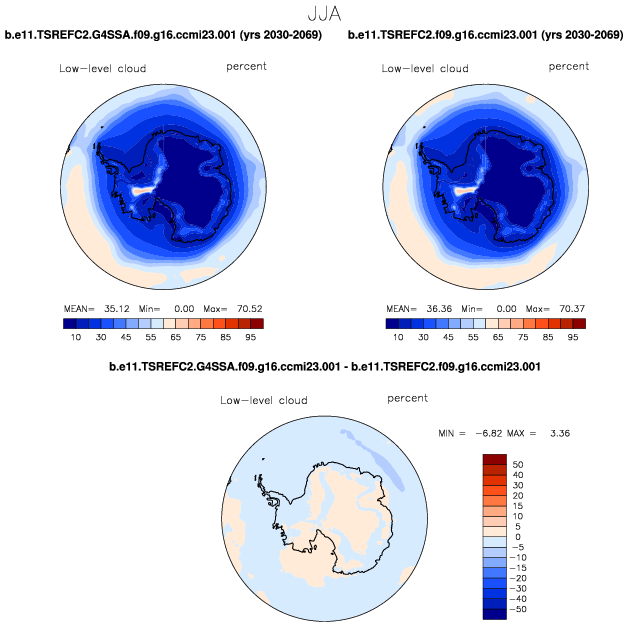 JJA
b.e11.TSREFC2.G4SSA.f09.g16.ccmi23.001 (yrs 2030-2069)
b.e11.TSREFC2.f09.g16.ccmi23.001 (yrs 2030-2069)
Low-level cloud percent
Low-level cloud percent
MEAN= 35.12 Min= 0.00 Max= 70.52
MEAN= 36.36 Min= 0.00 Max= 70.37
10 30 45 55 65 75 85 95
10 30 45 55 65 75 85 95
b.e11.TSREFC2.G4SSA.f09.g16.ccmi23.001 - b.e11.TSREFC2.f09.g16.ccmi23.001
Low-level cloud percent
MIN = -6.82 MAX = 3.36
50
40
30
20
15
10
5
0
-5
-10
-15
-20
-30
-40
-50